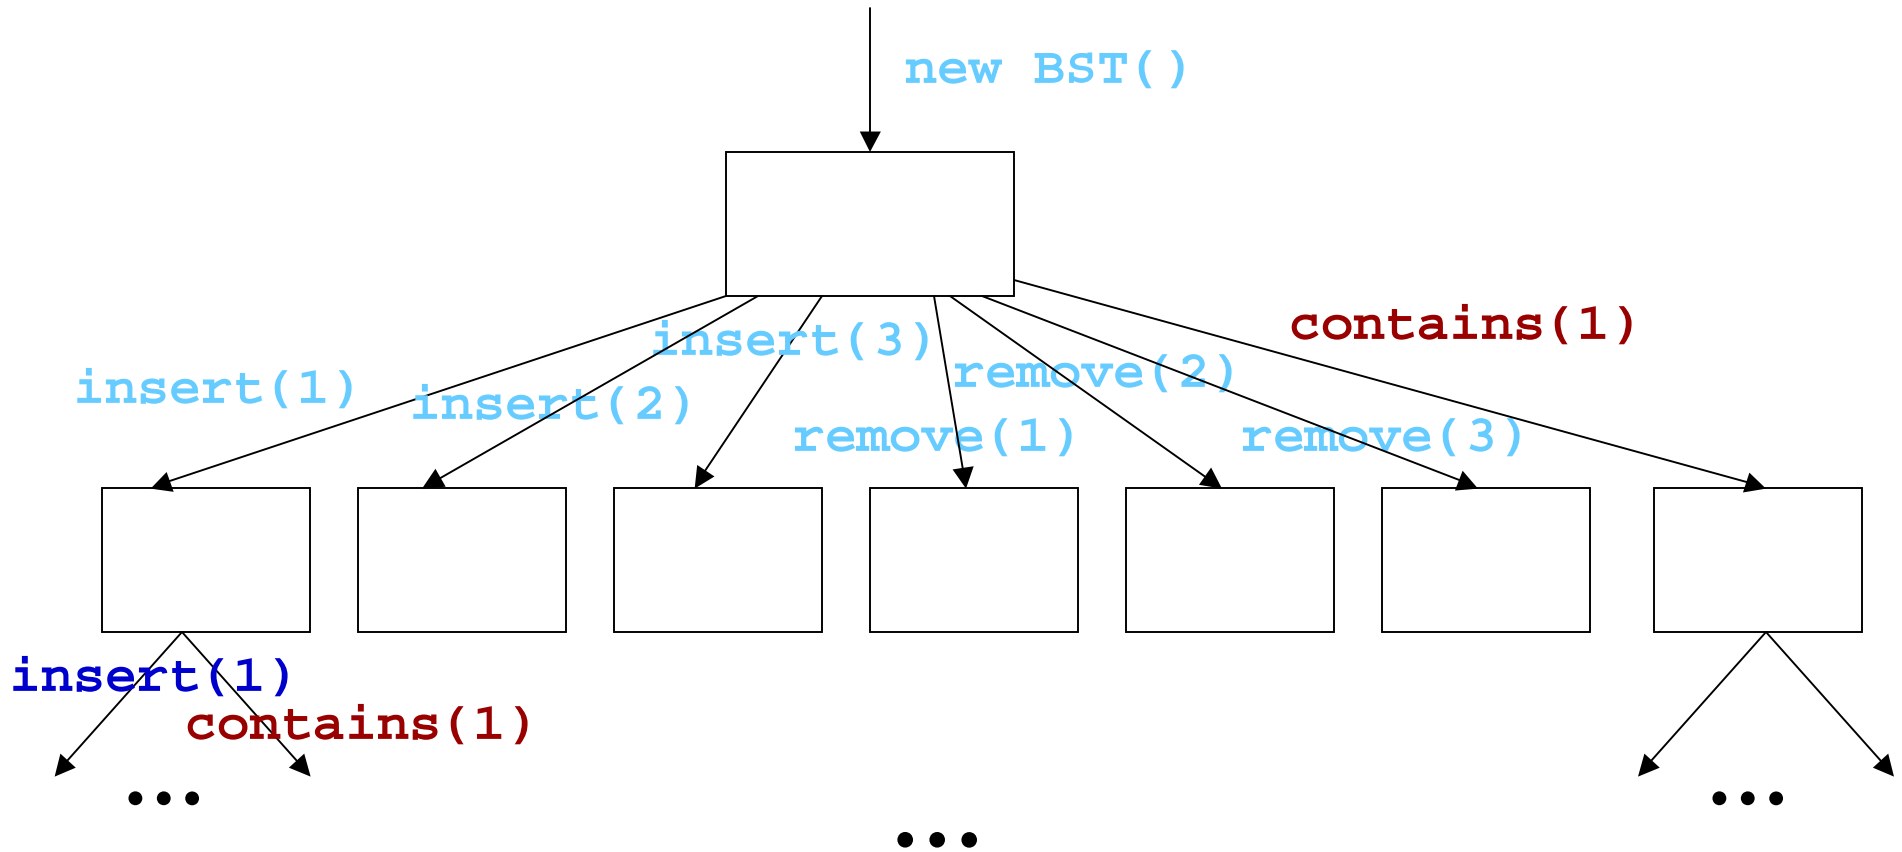 new BST()
contains(1)
insert(3)
remove(2)
insert(1)
insert(2)
remove(1)
remove(3)
insert(1)
contains(1)
...
...
...